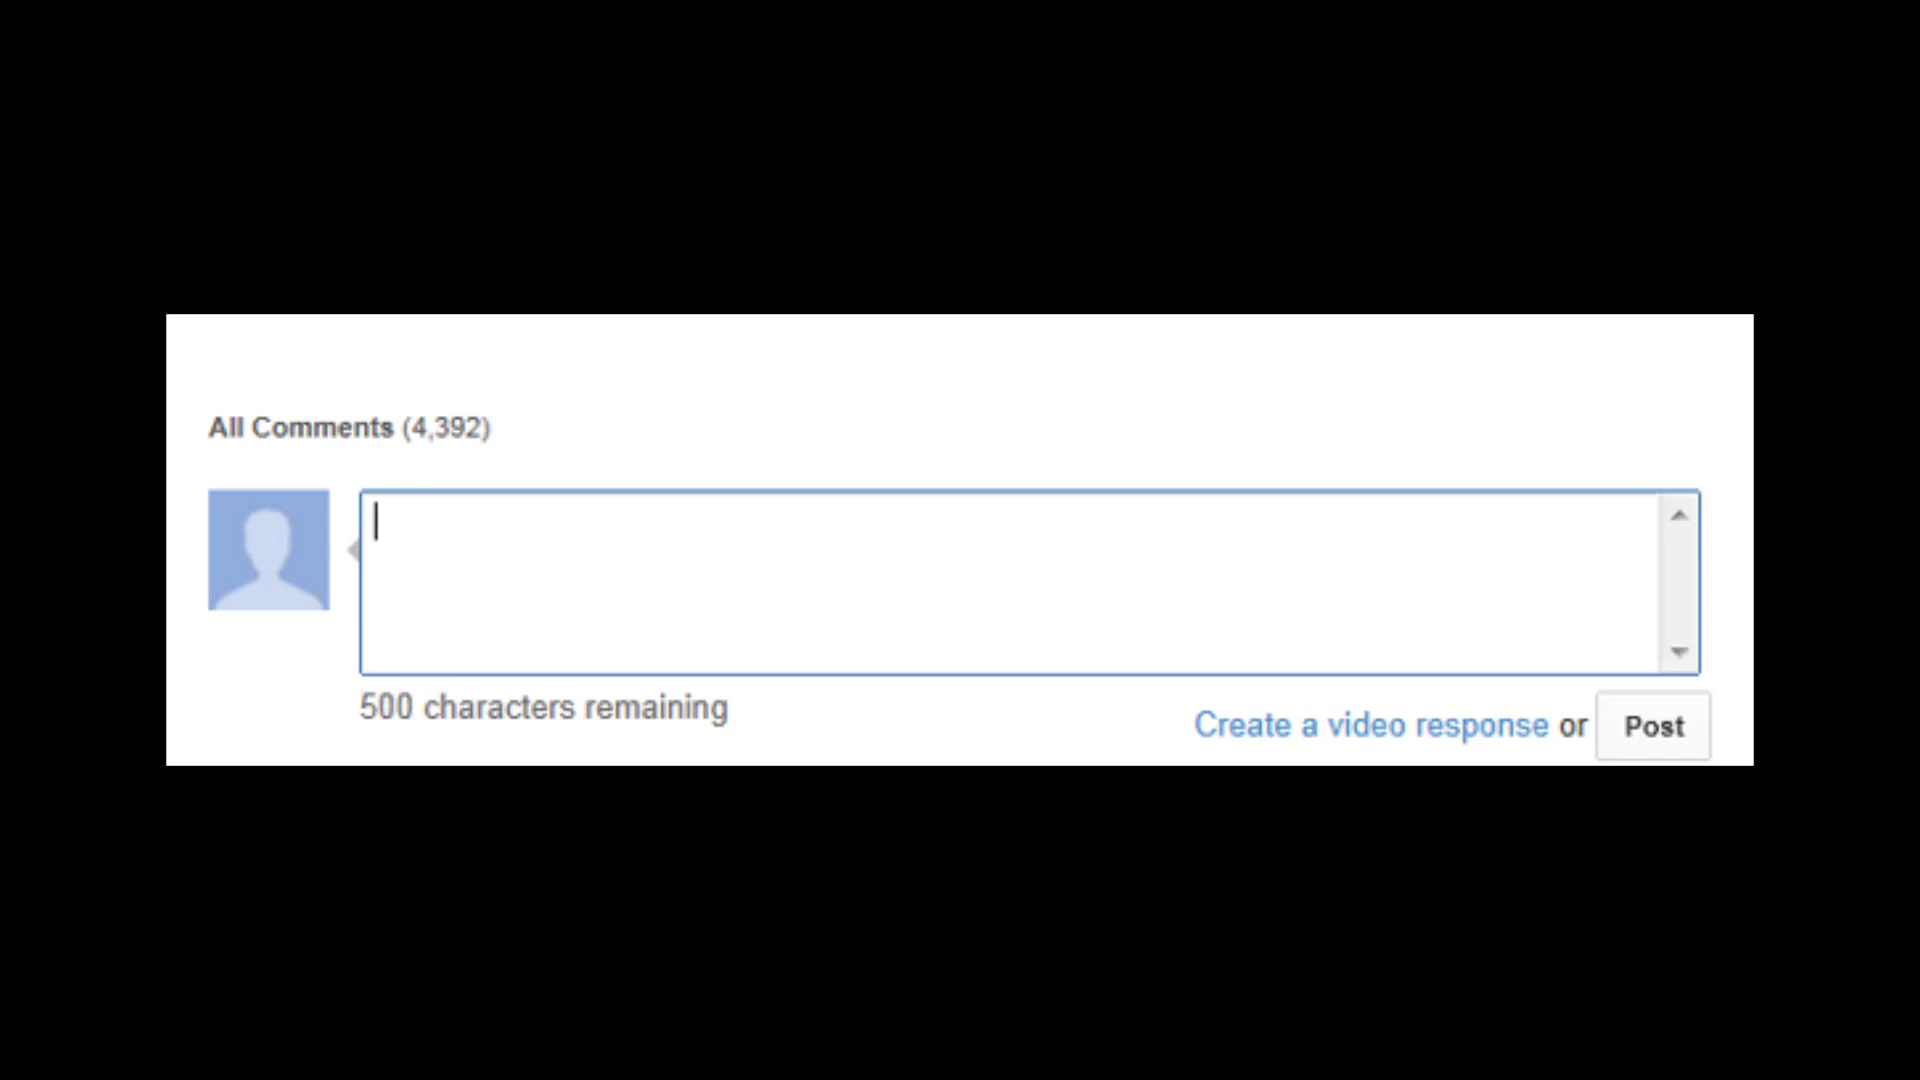 All Comments (4,392)
500 characters remaining
Create a video response or Post